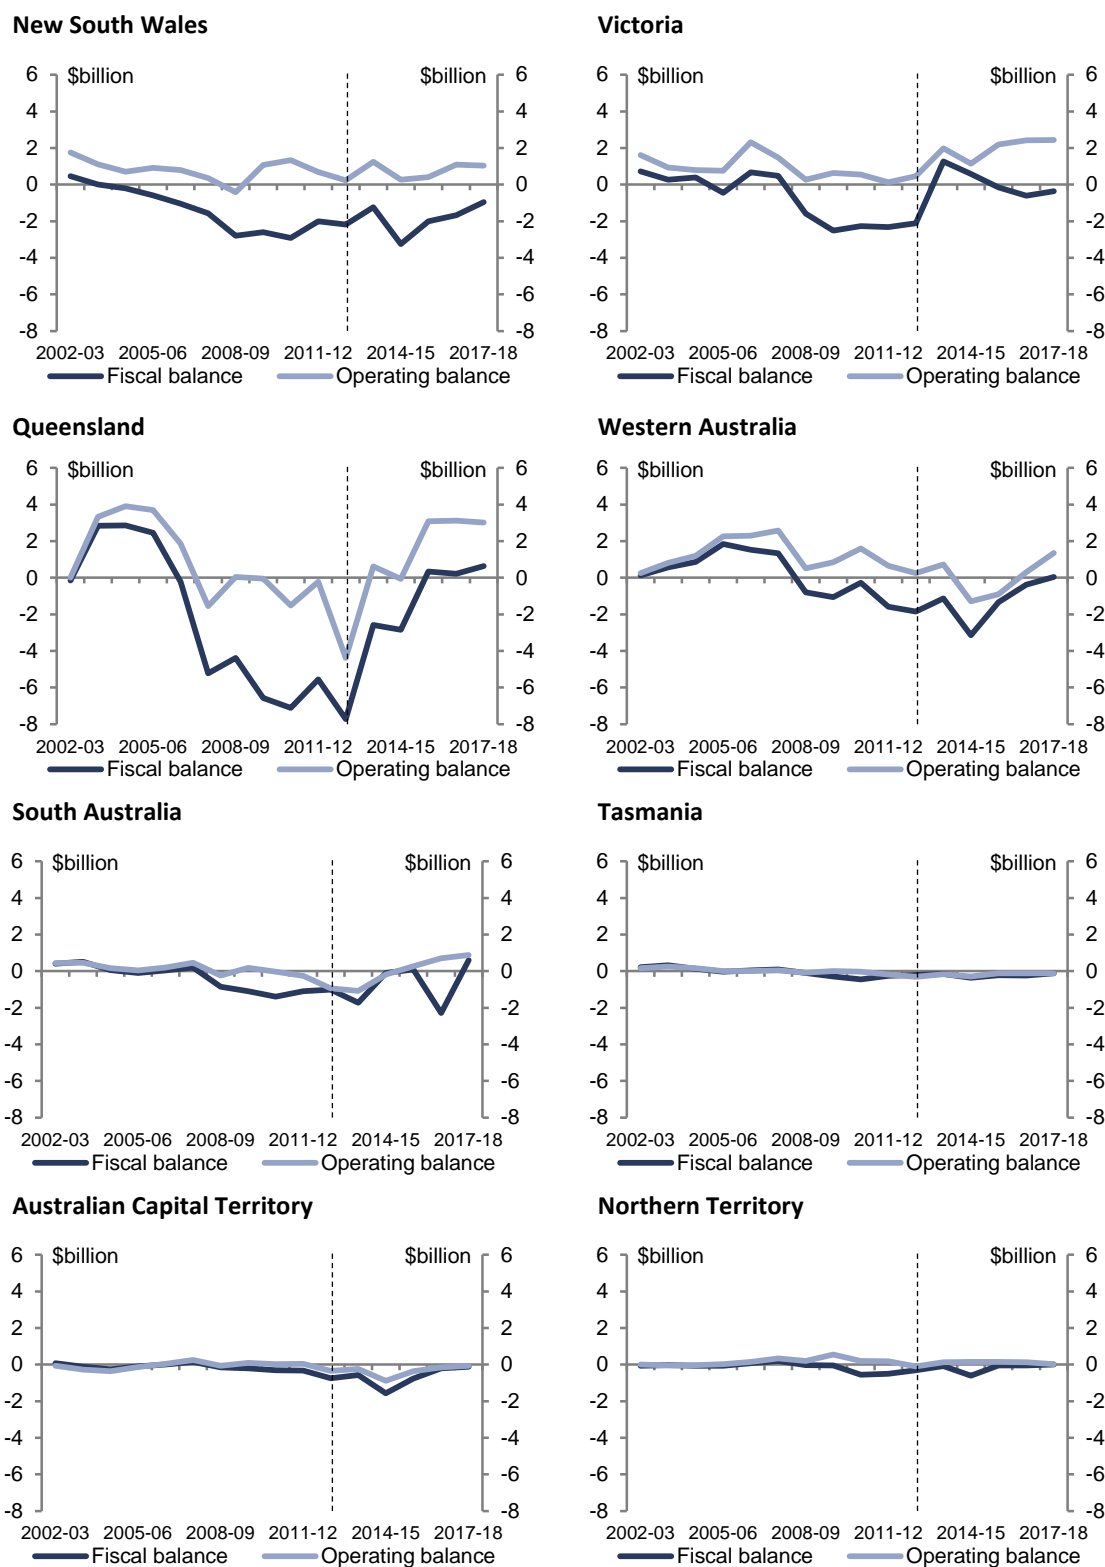 New South Wales
Victoria
6 $billion $billion 6
4 4
2 2
0 0
-2 -2
-4 -4
-6 -6
-8 -8
2002-03 2005-06 2008-09 2011-12 2014-15 2017-18
Fiscal balance Operating balance
6 $billion $billion 6
4 4
2 2
0 0
-2 -2
-4 -4
-6 -6
-8 -8
2002-03 2005-06 2008-09 2011-12 2014-15 2017-18
Fiscal balance Operating balance
Queensland
Western Australia
6 $billion $billion 6
4 4
2 2
0 0
-2 -2
-4 -4
-6 -6
-8 -8
2002-03 2005-06 2008-09 2011-12 2014-15 2017-18
Fiscal balance Operating balance
6 $billion $billion 6
4 4
2 2
0 0
-2 -2
-4 -4
-6 -6
-8 -8
2002-03 2005-06 2008-09 2011-12 2014-15 2017-18
Fiscal balance Operating balance
South Australia
Tasmania
6 $billion $billion 6
4 4
2 2
0 0
-2 -2
-4 -4
-6 -6
-8 -8
2002-03 2005-06 2008-09 2011-12 2014-15 2017-18
Fiscal balance Operating balance
6 $billion $billion 6
4 4
2 2
0 0
-2 -2
-4 -4
-6 -6
-8 -8
2002-03 2005-06 2008-09 2011-12 2014-15 2017-18
Fiscal balance Operating balance
Australian Capital Territory
Northern Territory
6 $billion $billion 6
4 4
2 2
0 0
-2 -2
-4 -4
-6 -6
-8 -8
2002-03 2005-06 2008-09 2011-12 2014-15 2017-18
Fiscal balance Operating balance
6 $billion $billion 6
4 4
2 2
0 0
-2 -2
-4 -4
-6 -6
-8 -8
2002-03 2005-06 2008-09 2011-12 2014-15 2017-18
Fiscal balance Operating balance